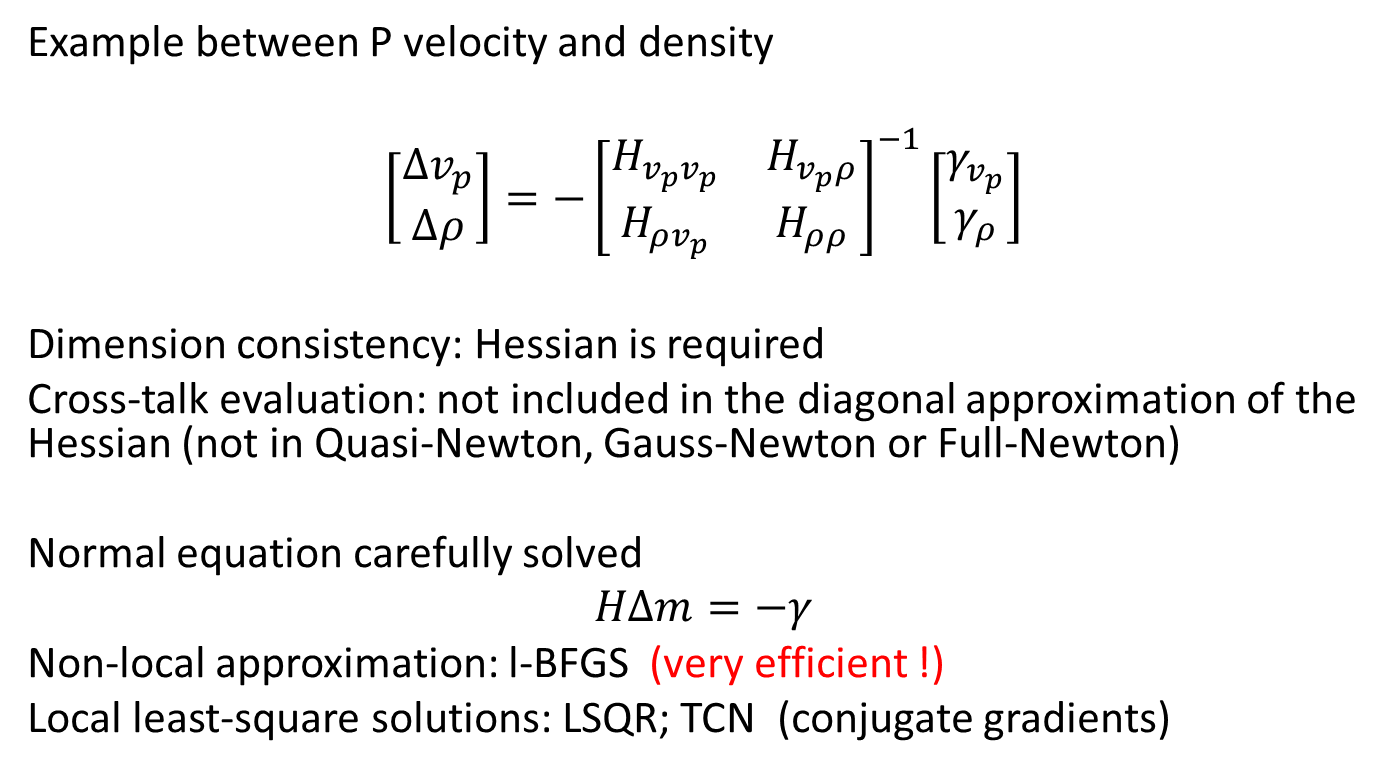 Example between P velocity and density
[Δv_p; Δρ] = −[H_{v_p v_p} H_{v_p ρ}; H_{ρ v_p} H_{ρρ}]^{−1} [γ_{v_p}; γ_ρ]
Dimension consistency: Hessian is required
Cross-talk evaluation: not included in the diagonal approximation of the
Hessian (not in Quasi-Newton, Gauss-Newton or Full-Newton)
Normal equation carefully solved
HΔm = −γ
Non-local approximation: l-BFGS (very efficient !)
Local least-square solutions: LSQR; TCN (conjugate gradients)